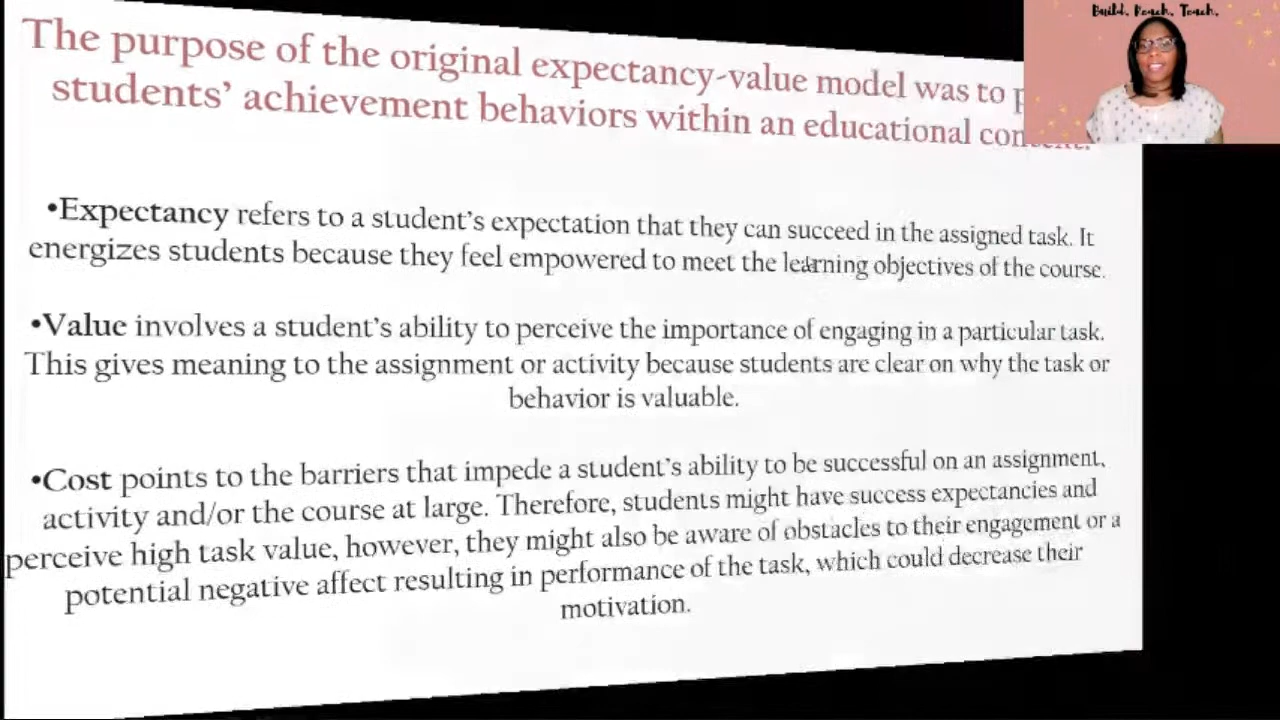 Build. Reach. Teach.
The purpose of the original expectancy-value model was to
students' achievement behaviors within an educational
•Expectancy refers to a student's expectation that they can succeed in the assigned task. It
energizes students because they feel empowered to meet the learning objectives of the course.
•Value involves a student's ability to perceive the importance of engaging in a particular task.
This gives meaning to the assignment or activity because students are clear on why the task or
behavior is valuable.
•Cost points to the barriers that impede a student's ability to be successful on an assignment,
activity and/or the course at large. Therefore, students might have success expectancies and
perceive high task value, however, they might also be aware of obstacles to their engagement or a
potential negative affect resulting in performance of the task, which could decrease their
motivation.